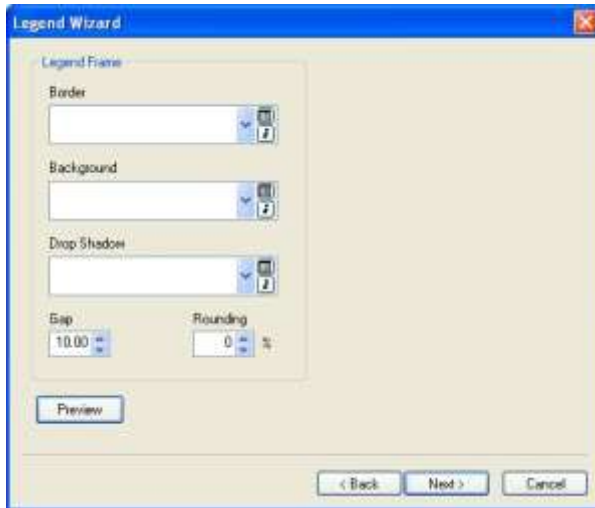 Legend Wizard
Legend Frame
Border
Background
Drop Shadow
Gap
Rounding
10.00
0 %
Preview
< Back
Next >
Cancel